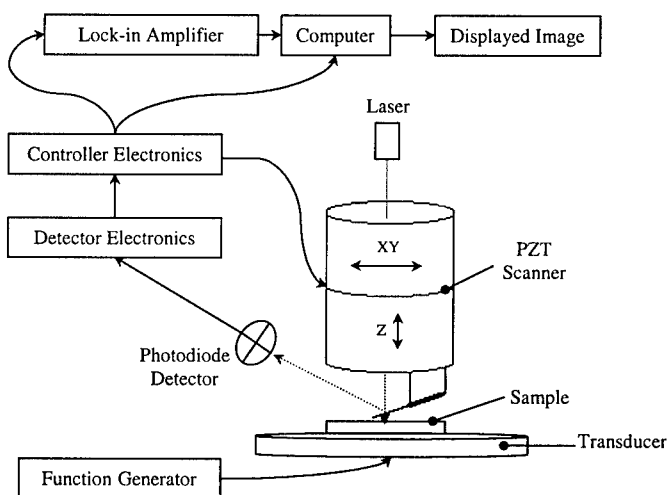 Lock-in Amplifier
Computer
Displayed Image
Laser
Controller Electronics
Detector Electronics
XY
PZT
Scanner
Z
Photodiode
Detector
Sample
Transducer
Function Generator